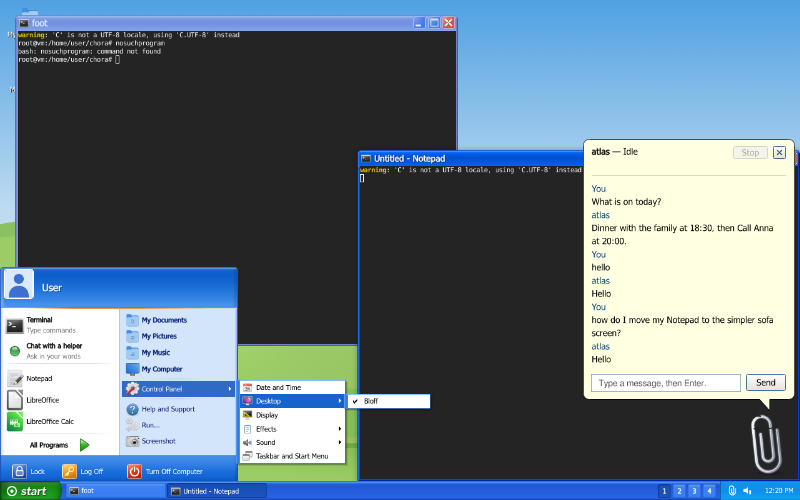 foot
warning: 'C' is not a UTF-8 locale, using 'C.UTF-8' instead
root@vm:/home/user/chora# nosuchprogram
bash: nosuchprogram: command not found
root@vm:/home/user/chora#
Untitled - Notepad
warning: 'C' is not a UTF-8 locale, using 'C.UTF-8' instead
atlas — Idle
Stop
You
What is on today?
atlas
Dinner with the family at 18:30, then Call Anna
at 20:00.
You
hello
atlas
Hello
You
how do I move my Notepad to the simpler sofa
screen?
atlas
Hello
Type a message, then Enter.
Send
User
Terminal
Type commands
Chat with a helper
Ask in your words
Notepad
LibreOffice
LibreOffice Calc
All Programs
My Documents
My Pictures
My Music
My Computer
Control Panel
Help and Support
Run...
Screenshot
Date and Time
Desktop
Display
Effects
Sound
Taskbar and Start Menu
Bloff
Lock
Log Off
Turn Off Computer
start
foot
Untitled - Notepad
1
2
3
4
12:20 PM